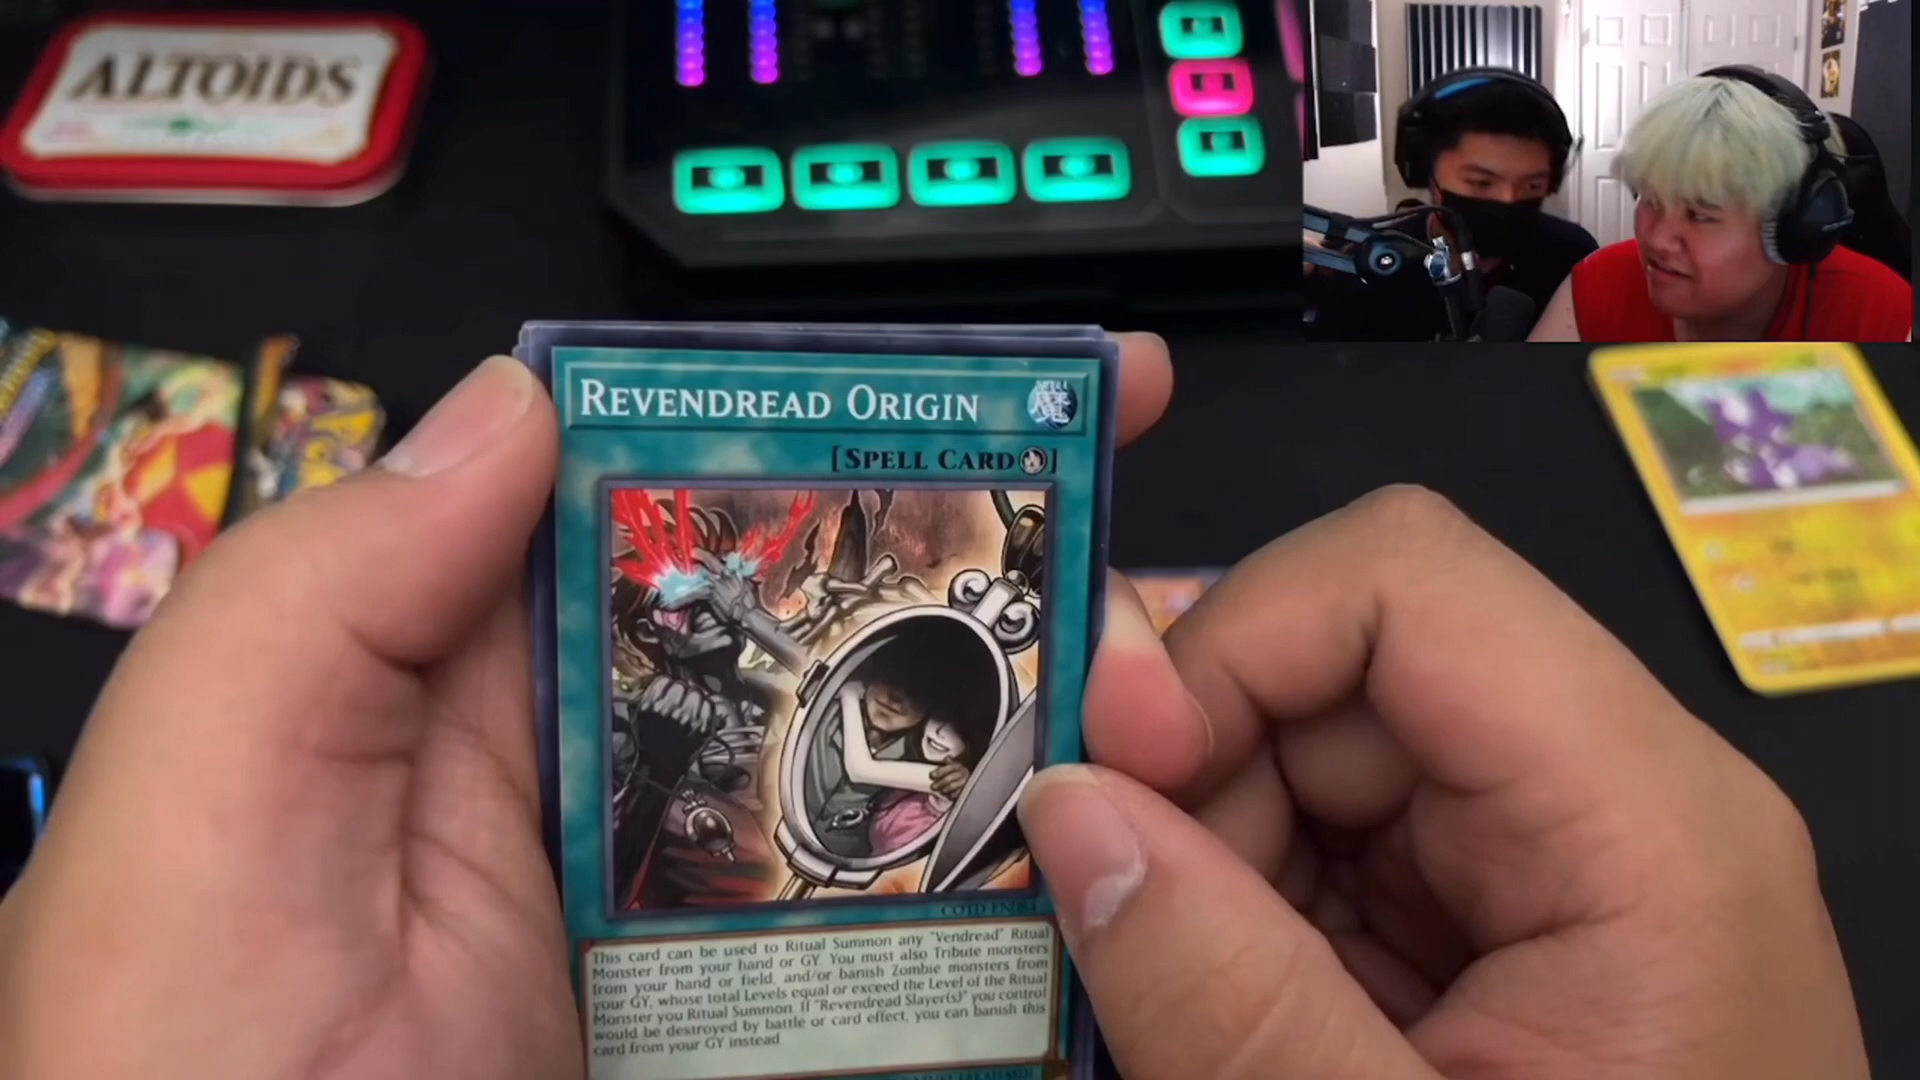 ALTOIDS
REVENDREAD ORIGIN
魔
[SPELL CARD]
COTD-EN084
This card can be used to Ritual Summon any "Vendread" Ritual
Monster from your hand or GY. You must also Tribute monsters
from your hand or field, and/or banish Zombie monsters from
your GY, whose total Levels equal or exceed the Level of the Ritual
Monster you Ritual Summon. If "Revendread Slayer(s)" you control
would be destroyed by battle or card effect, you can banish this
card from your GY instead